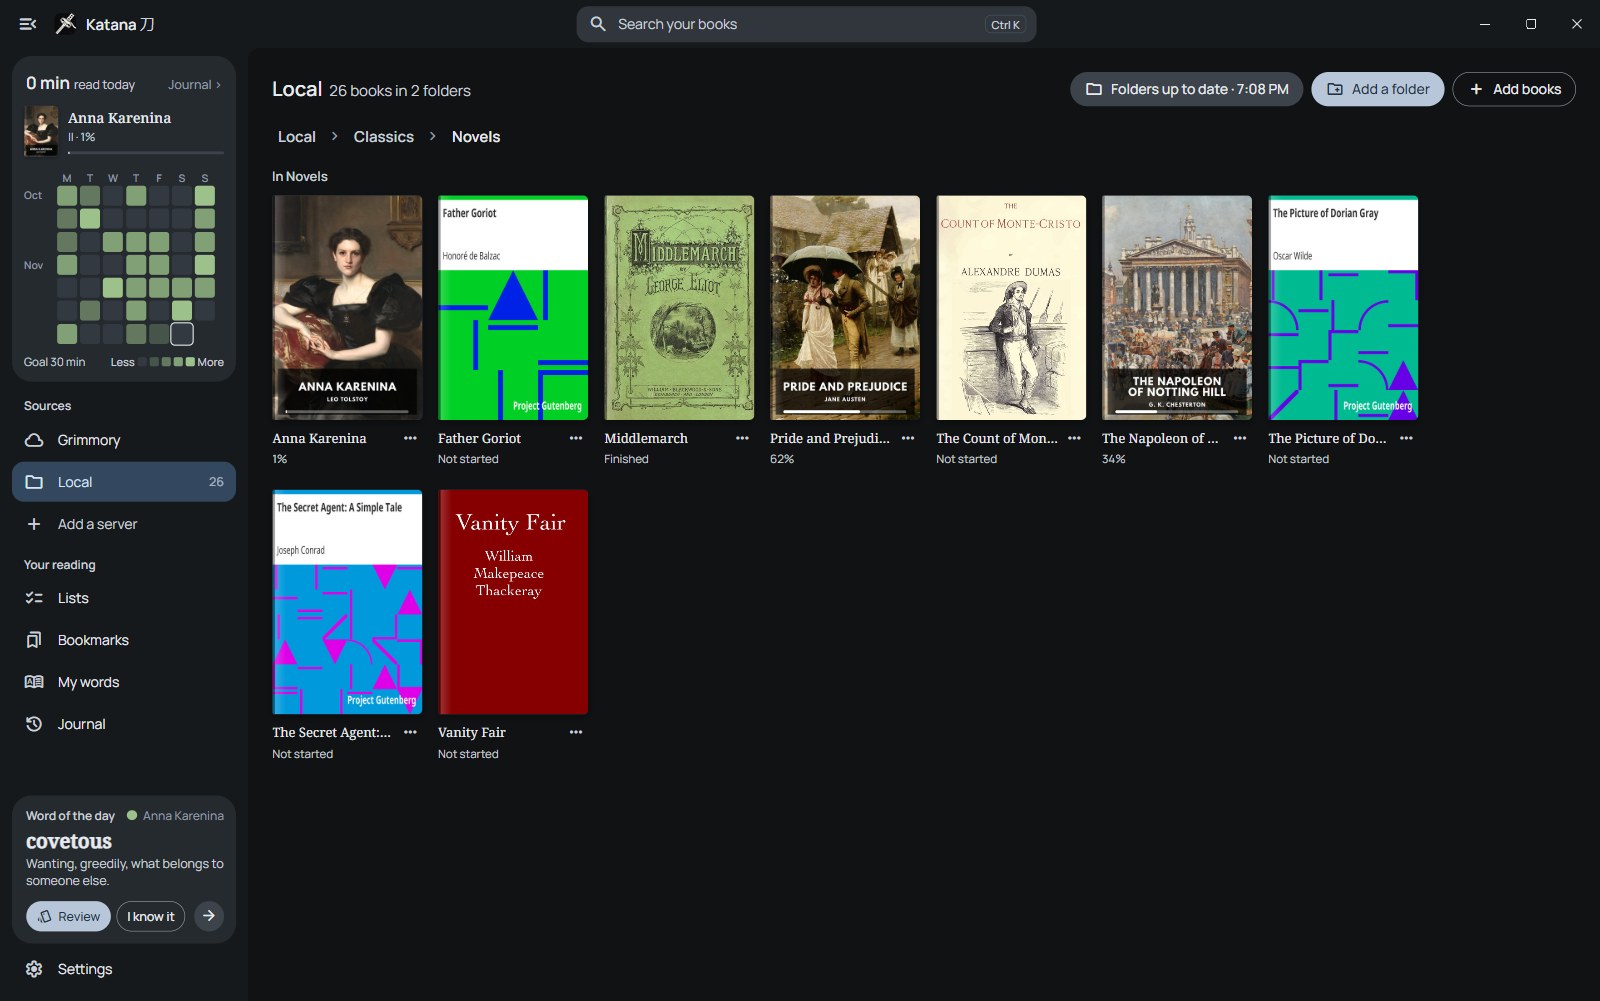 Katana 刀
Search your books
Ctrl K
0 min read today
Journal >
Anna Karenina
II · 1%
M T W T F S S
Oct
Nov
Goal 30 min
Less
More
Sources
Grimmory
Local
26
Add a server
Your reading
Lists
Bookmarks
My words
Journal
Word of the day
Anna Karenina
covetous
Wanting, greedily, what belongs to
someone else.
Review
I know it
Settings
Local 26 books in 2 folders
Folders up to date · 7:08 PM
Add a folder
Add books
Local > Classics > Novels
In Novels
ANNA KARENINA
LEO TOLSTOY
Anna Karenina
1%
Father Goriot
Honoré de Balzac
Project Gutenberg
Father Goriot
Not started
MIDDLEMARCH
BY
GEORGE ELIOT
Middlemarch
Finished
PRIDE AND PREJUDICE
JANE AUSTEN
Pride and Prejudi...
62%
THE
COUNT OF MONTE-CRISTO
BY
ALEXANDRE DUMAS
The Count of Mon...
Not started
THE NAPOLEON
OF NOTTING HILL
G. K. CHESTERTON
The Napoleon of ...
34%
The Picture of Dorian Gray
Oscar Wilde
Project Gutenberg
The Picture of Do...
Not started
The Secret Agent: A Simple Tale
Joseph Conrad
Project Gutenberg
The Secret Agent:...
Not started
Vanity Fair
William
Makepeace
Thackeray
Vanity Fair
Not started